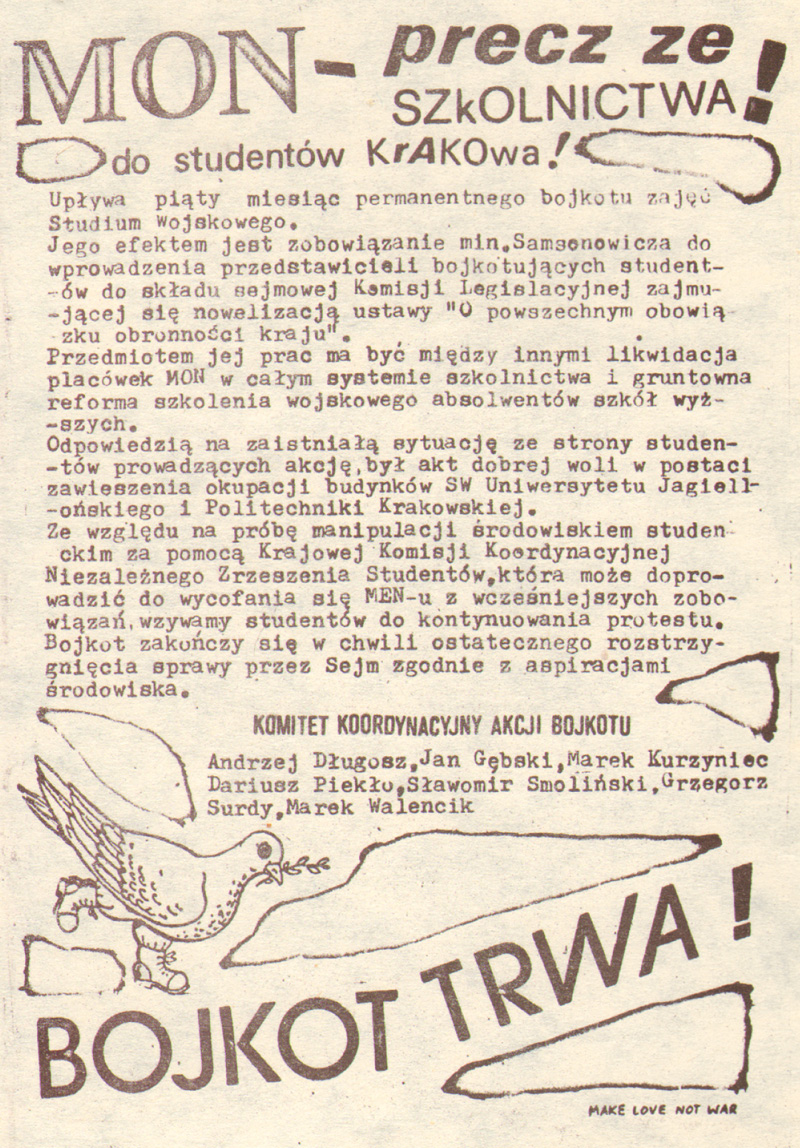 MON - precz ze
SZkOLNICTWA!
do studentów KrAKOwa!
Upływa piąty miesiąc permanentnego bojkotu zajęć
Studium Wojskowego.
Jego efektem jest zobowiązanie min.Samsonowicza do
wprowadzenia przedstawicieli bojkotujących student-
-ów do składu sejmowej Komisji Legislacyjnej zajmu-
-jącej się nowelizacją ustawy "O powszechnym obowią
zku obronności kraju".
Przedmiotem jej prac ma być między innymi likwidacja
placówek MON w całym systemie szkolnictwa i gruntowna
reforma szkolenia wojskowego absolwentów szkół wyż-
-szych.
Odpowiedzią na zaistniałą sytuację ze strony studen-
-tów prowadzących akcję,był akt dobrej woli w postaci
zawieszenia okupacji budynków SW Uniwersytetu Jagiell-
-ońskiego i Politechniki Krakowskiej.
Ze względu na próbę manipulacji środowiskiem studen-
ckim za pomocą Krajowej Komisji Koordynacyjnej
Niezależnego Zrzeszenia Studentów,która może dopro-
wadzić do wycofania się MEN-u z wcześniejszych zobo-
wiązań,wzywamy studentów do kontynuowania protestu.
Bojkot zakończy się w chwili ostatecznego rozstrzy-
gnięcia sprawy przez Sejm zgodnie z aspiracjami
środowiska.
KOMITET KOORDYNACYJNY AKCJI BOJKOTU
Andrzej Długosz,Jan Gębski,Marek Kurzyniec
Dariusz Piekło,Sławomir Smoliński,Grzegorz
Surdy,Marek Walencik
BOJKOT TRWA!
MAKE LOVE NOT WAR